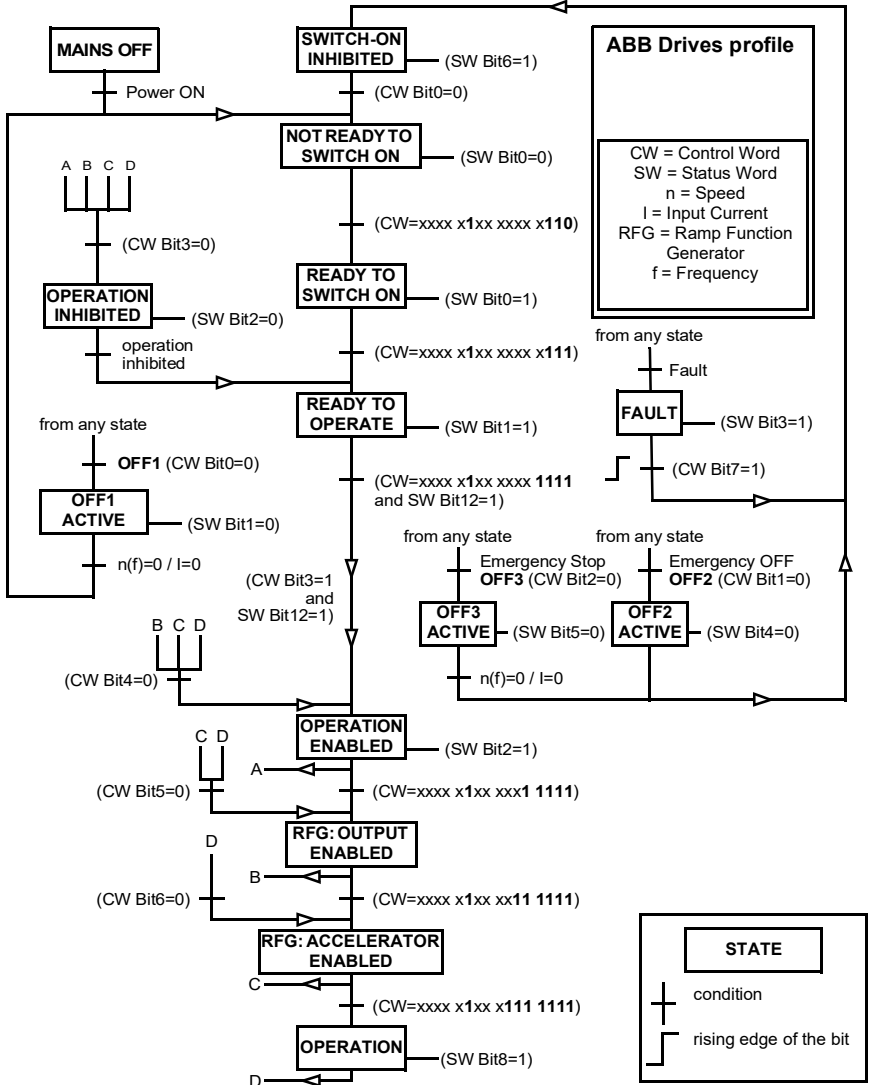 MAINS OFF
Power ON
SWITCH-ON
INHIBITED
(SW Bit6=1)
(CW Bit0=0)
NOT READY TO
SWITCH ON
(SW Bit0=0)
A B C D
(CW Bit3=0)
(CW=xxxx x1xx xxxx x110)
OPERATION
INHIBITED
(SW Bit2=0)
operation
inhibited
READY TO
SWITCH ON
(SW Bit0=1)
(CW=xxxx x1xx xxxx x111)
READY TO
OPERATE
(SW Bit1=1)
(CW=xxxx x1xx xxxx 1111
and SW Bit12=1)
from any state
OFF1 (CW Bit0=0)
OFF1
ACTIVE
(SW Bit1=0)
n(f)=0 / I=0
(CW Bit3=1
and
SW Bit12=1)
B C D
(CW Bit4=0)
OPERATION
ENABLED
(SW Bit2=1)
A
C D
(CW Bit5=0)
(CW=xxxx x1xx xxx1 1111)
RFG: OUTPUT
ENABLED
B
D
(CW Bit6=0)
(CW=xxxx x1xx xx11 1111)
RFG: ACCELERATOR
ENABLED
C
(CW=xxxx x1xx x111 1111)
OPERATION
(SW Bit8=1)
D
ABB Drives profile
CW = Control Word
SW = Status Word
n = Speed
I = Input Current
RFG = Ramp Function
Generator
f = Frequency
from any state
Fault
FAULT
(SW Bit3=1)
(CW Bit7=1)
from any state
Emergency Stop
OFF3 (CW Bit2=0)
OFF3
ACTIVE
(SW Bit5=0)
n(f)=0 / I=0
from any state
Emergency OFF
OFF2 (CW Bit1=0)
OFF2
ACTIVE
(SW Bit4=0)
STATE
condition
rising edge of the bit